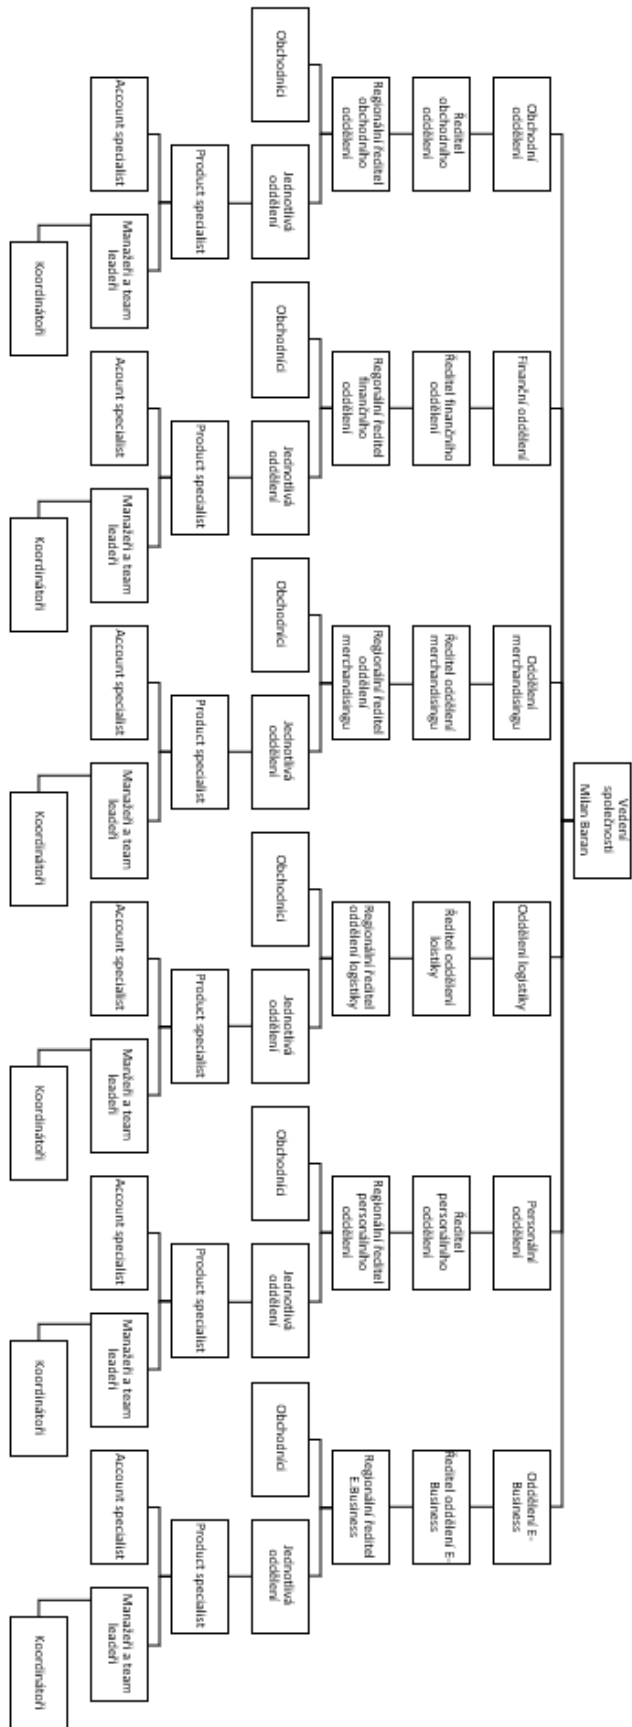 Vedení
společnosti
Milan Baran
Obchodní
oddělení
Finanční oddělení
Oddělení
merchandisingu
Oddělení logistiky
Personální
oddělení
Oddělení E-
Business
Ředitel
obchodního
oddělení
Ředitel finančního
oddělení
Ředitel oddělení
merchandisingu
Ředitel oddělení
loistiky
Ředitel
personálního
oddělení
Ředitel oddělení E-
Business
Regionální ředitel
obchodního
oddělení
Regonální ředitel
finančního
oddělení
Regionální ředitel
oddělení
merchandisingu
Regionální ředitel
oddělení logistiky
Regionální ředitel
personálního
oddělení
Regionální ředitel
E.Business
Obchodníci
Jednotlivá
oddělení
Obchodníci
Jednotlivá
oddělení
Obchodníci
Jednotlivá
oddělení
Obchodníci
Jednotlivá
oddělení
Obchodníci
Jednotlivá
oddělení
Obchodníci
Jednotlivá
oddělení
Product specialist
Product specialist
Product specialist
Product specialist
Product specialist
Product specialist
Account specialist
Manažeři a team
leadeři
Acount specialist
Manažeři a team
leadeři
Account specialist
Manažeři a team
leadeři
Account specialist
Manžeři a team
leadeři
Account specialist
Manažeři a team
leadeři
Account specialist
Manažeři a team
leadeři
Koordinátoři
Koordinátoři
Koordinátoři
Koordinátoři
Koordinátoři
Koordinátoři